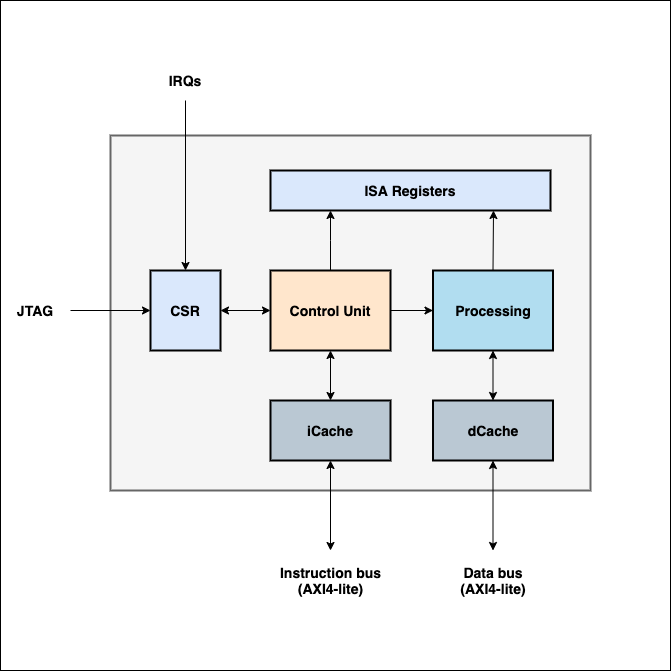 IRQs
ISA Registers
JTAG
CSR
Control Unit
Processing
iCache
dCache
Instruction bus
(AXI4-lite)
Data bus
(AXI4-lite)